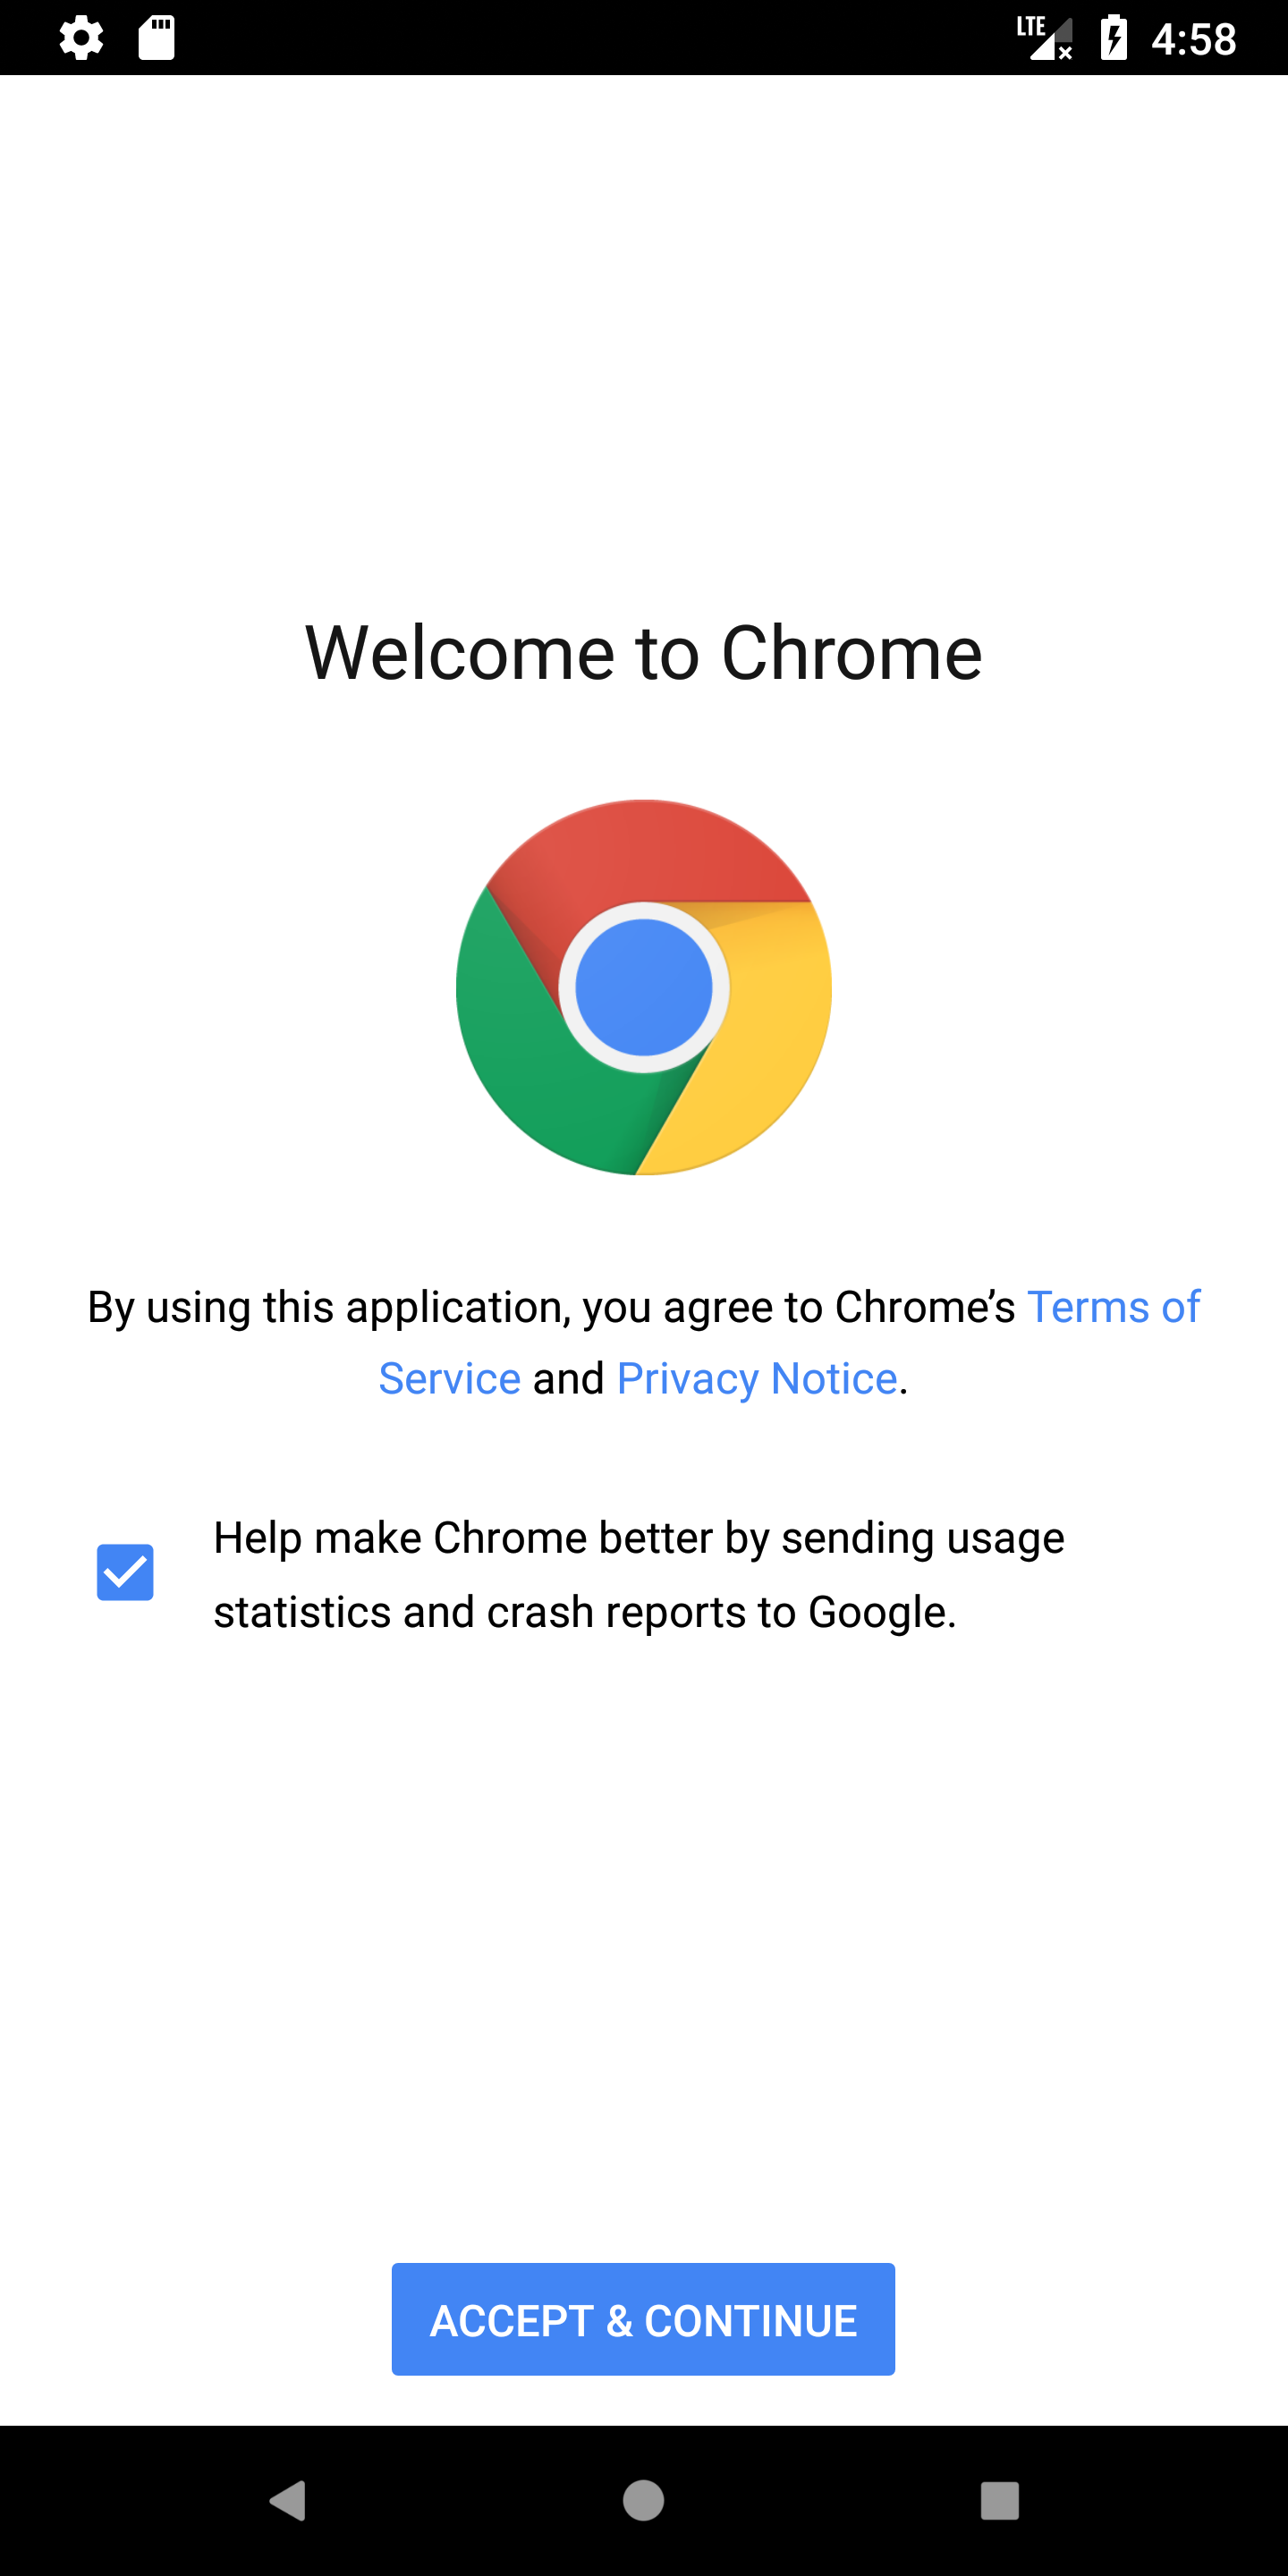 LTE 4:58
Welcome to Chrome
By using this application, you agree to Chrome’s Terms of
Service and Privacy Notice.
Help make Chrome better by sending usage
statistics and crash reports to Google.
ACCEPT & CONTINUE